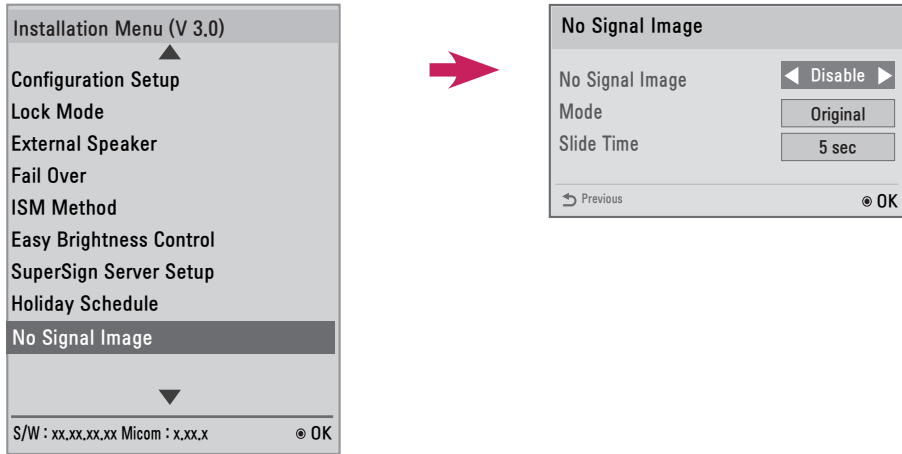 Installation Menu (V 3.0)
Configuration Setup
Lock Mode
External Speaker
Fail Over
ISM Method
Easy Brightness Control
SuperSign Server Setup
Holiday Schedule
No Signal Image
S/W : xx.xx.xx.xx Micom : x.xx.x ◉ OK
No Signal Image
No Signal Image ◀ Disable ▶
Mode Original
Slide Time 5 sec
Previous ◉ OK